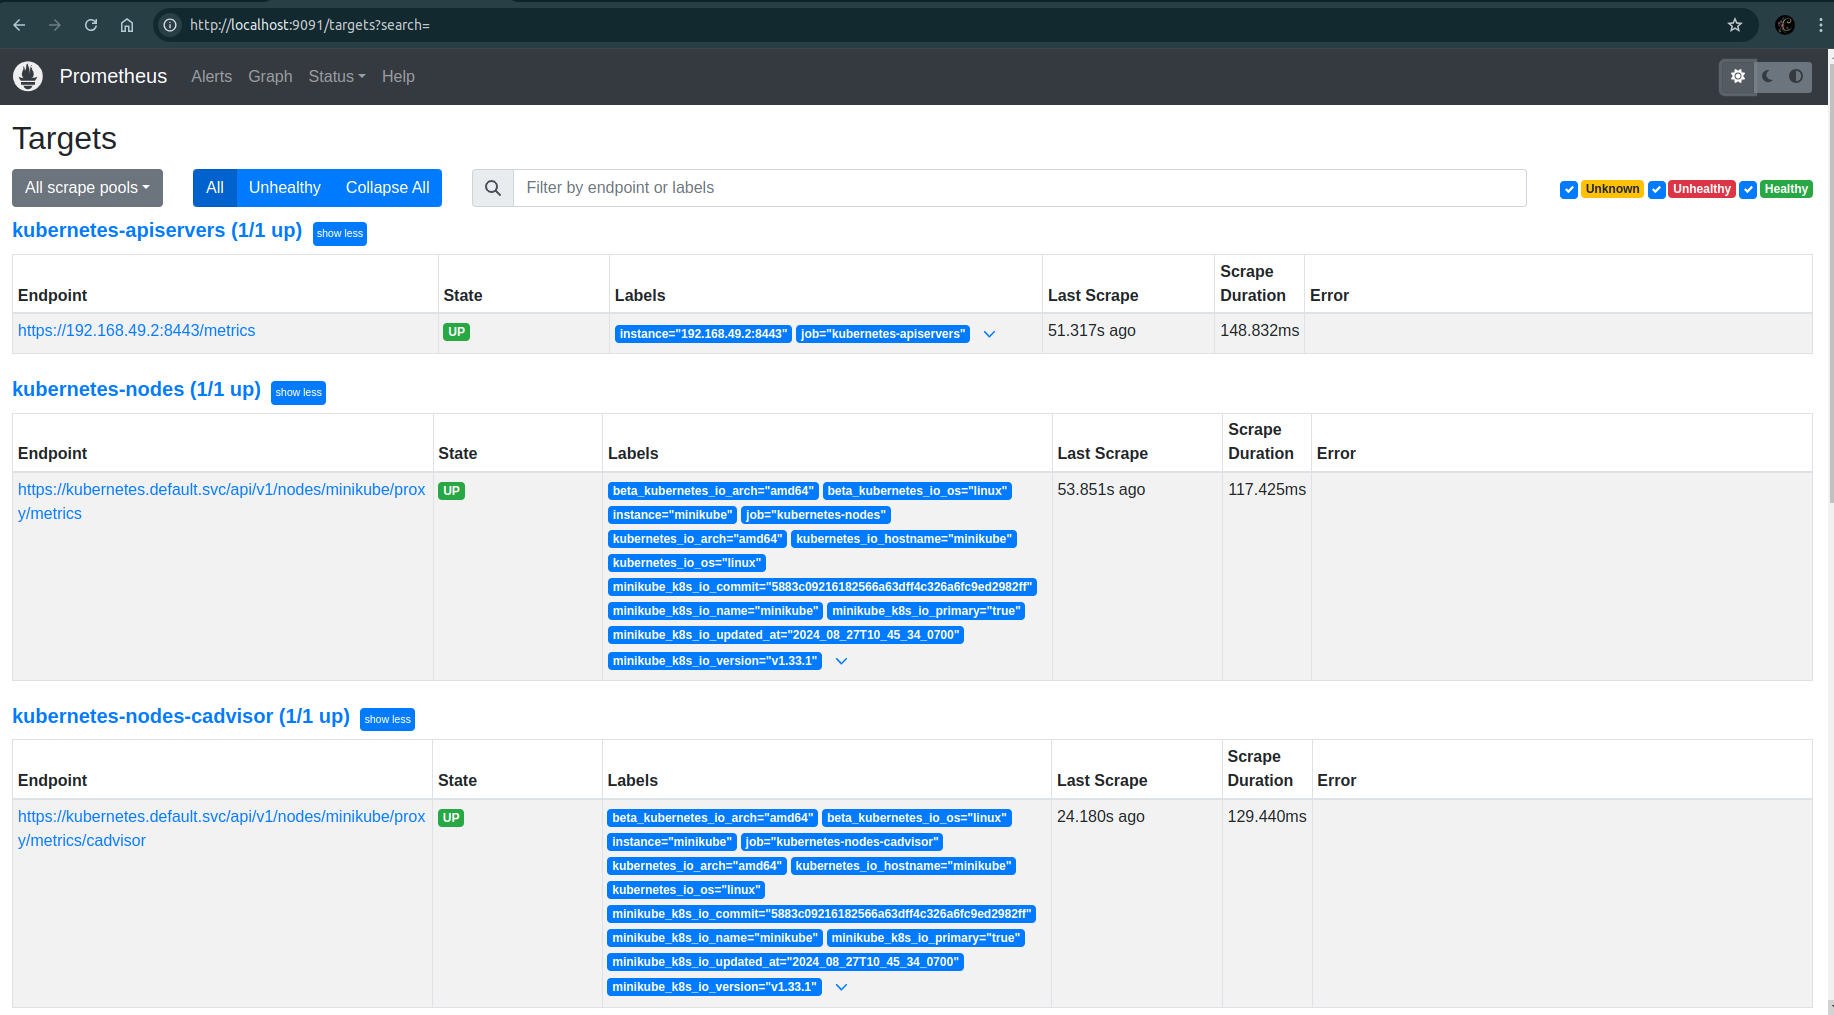 http://localhost:9091/targets?search=
Prometheus Alerts Graph Status Help
Targets
All scrape pools All Unhealthy Collapse All Filter by endpoint or labels Unknown Unhealthy Healthy
kubernetes-apiservers (1/1 up) show less
Endpoint State Labels Last Scrape Scrape Duration Error
https://192.168.49.2:8443/metrics UP instance="192.168.49.2:8443" job="kubernetes-apiservers" 51.317s ago 148.832ms
kubernetes-nodes (1/1 up) show less
Endpoint State Labels Last Scrape Scrape Duration Error
https://kubernetes.default.svc/api/v1/nodes/minikube/prox
y/metrics
UP
beta_kubernetes_io_arch="amd64" beta_kubernetes_io_os="linux"
instance="minikube" job="kubernetes-nodes"
kubernetes_io_arch="amd64" kubernetes_io_hostname="minikube"
kubernetes_io_os="linux"
minikube_k8s_io_commit="5883c09216182566a63dff4c326a6fc9ed2982ff"
minikube_k8s_io_name="minikube" minikube_k8s_io_primary="true"
minikube_k8s_io_updated_at="2024_08_27T10_45_34_0700"
minikube_k8s_io_version="v1.33.1"
53.851s ago
117.425ms
kubernetes-nodes-cadvisor (1/1 up) show less
Endpoint State Labels Last Scrape Scrape Duration Error
https://kubernetes.default.svc/api/v1/nodes/minikube/prox
y/metrics/cadvisor
UP
beta_kubernetes_io_arch="amd64" beta_kubernetes_io_os="linux"
instance="minikube" job="kubernetes-nodes-cadvisor"
kubernetes_io_arch="amd64" kubernetes_io_hostname="minikube"
kubernetes_io_os="linux"
minikube_k8s_io_commit="5883c09216182566a63dff4c326a6fc9ed2982ff"
minikube_k8s_io_name="minikube" minikube_k8s_io_primary="true"
minikube_k8s_io_updated_at="2024_08_27T10_45_34_0700"
minikube_k8s_io_version="v1.33.1"
24.180s ago
129.440ms